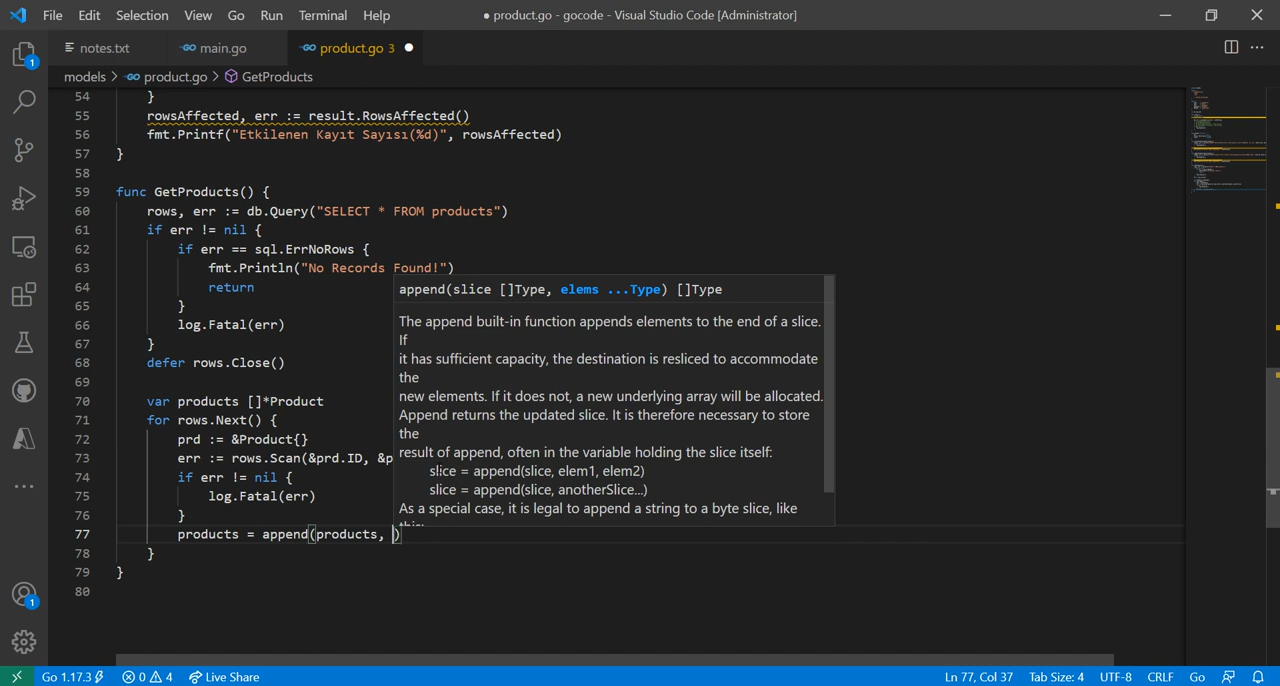 File Edit Selection View Go Run Terminal Help
● product.go - gocode - Visual Studio Code [Administrator]
notes.txt
main.go
product.go 3
models > product.go > GetProducts
54 }
55 rowsAffected, err := result.RowsAffected()
56 fmt.Printf("Etkilenen Kayıt Sayısı(%d)", rowsAffected)
57 }
58
59 func GetProducts() {
60 rows, err := db.Query("SELECT * FROM products")
61 if err != nil {
62 if err == sql.ErrNoRows {
63 fmt.Println("No Records Found!")
64 return
65 }
66 log.Fatal(err)
67 }
68 defer rows.Close()
69
70 var products []*Product
71 for rows.Next() {
72 prd := &Product{}
73 err := rows.Scan(&prd.ID, &p
74 if err != nil {
75 log.Fatal(err)
76 }
77 products = append(products, )
78 }
79 }
80
append(slice []Type, elems ...Type) []Type
The append built-in function appends elements to the end of a slice.
If
it has sufficient capacity, the destination is resliced to accommodate
the
new elements. If it does not, a new underlying array will be allocated.
Append returns the updated slice. It is therefore necessary to store
the
result of append, often in the variable holding the slice itself:
slice = append(slice, elem1, elem2)
slice = append(slice, anotherSlice...)
As a special case, it is legal to append a string to a byte slice, like
this:
1
1
Go 1.17.3 0 4 Live Share
Ln 77, Col 37 Tab Size: 4 UTF-8 CRLF Go